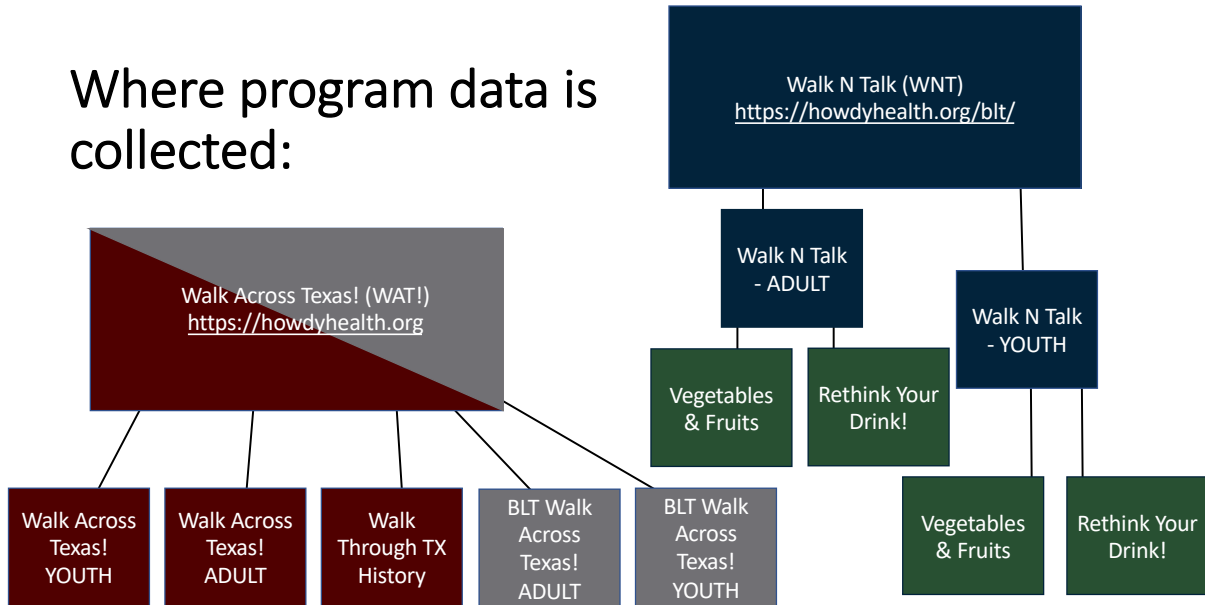 Where program data is
collected:
Walk N Talk (WNT)
https://howdyhealth.org/blt/
Walk N Talk
- ADULT
Walk N Talk
- YOUTH
Vegetables
& Fruits
Rethink Your
Drink!
Vegetables
& Fruits
Rethink Your
Drink!
Walk Across Texas! (WAT!)
https://howdyhealth.org
Walk Across
Texas!
YOUTH
Walk Across
Texas!
ADULT
Walk
Through TX
History
BLT Walk
Across
Texas!
ADULT
BLT Walk
Across
Texas!
YOUTH